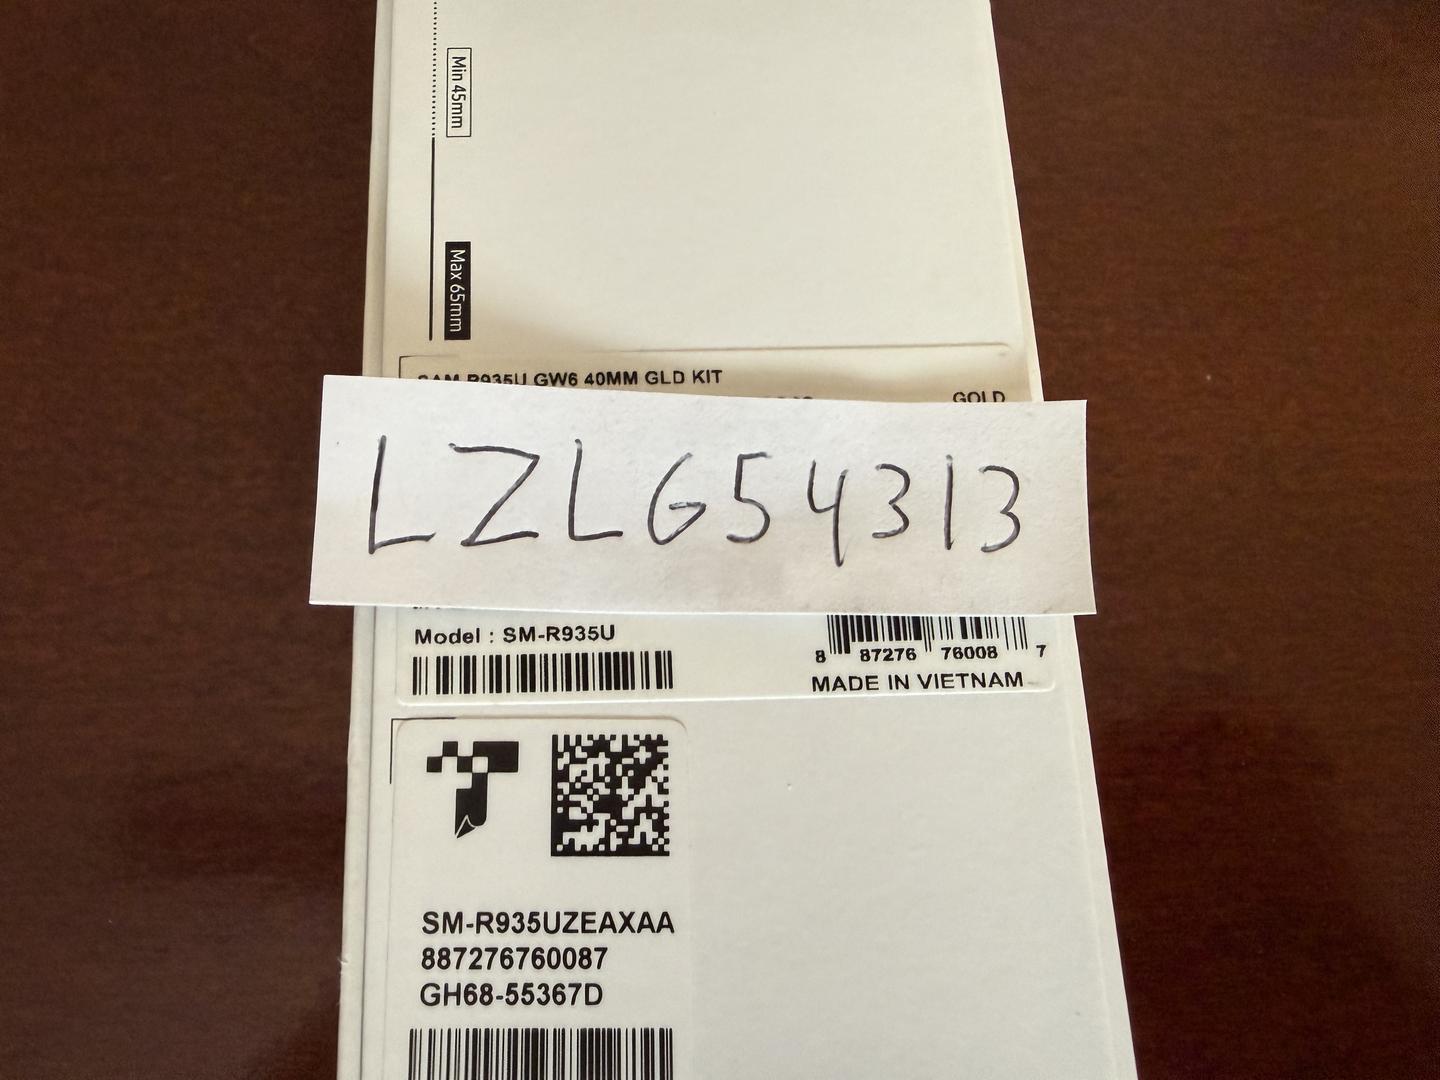 Min 45mm
Max 65mm
SAM R935U GW6 40MM GLD KIT
GOLD
LZLG54313
Model : SM-R935U
8 87276 76008 7
MADE IN VIETNAM
SM-R935UZEAXAA
887276760087
GH68-55367D